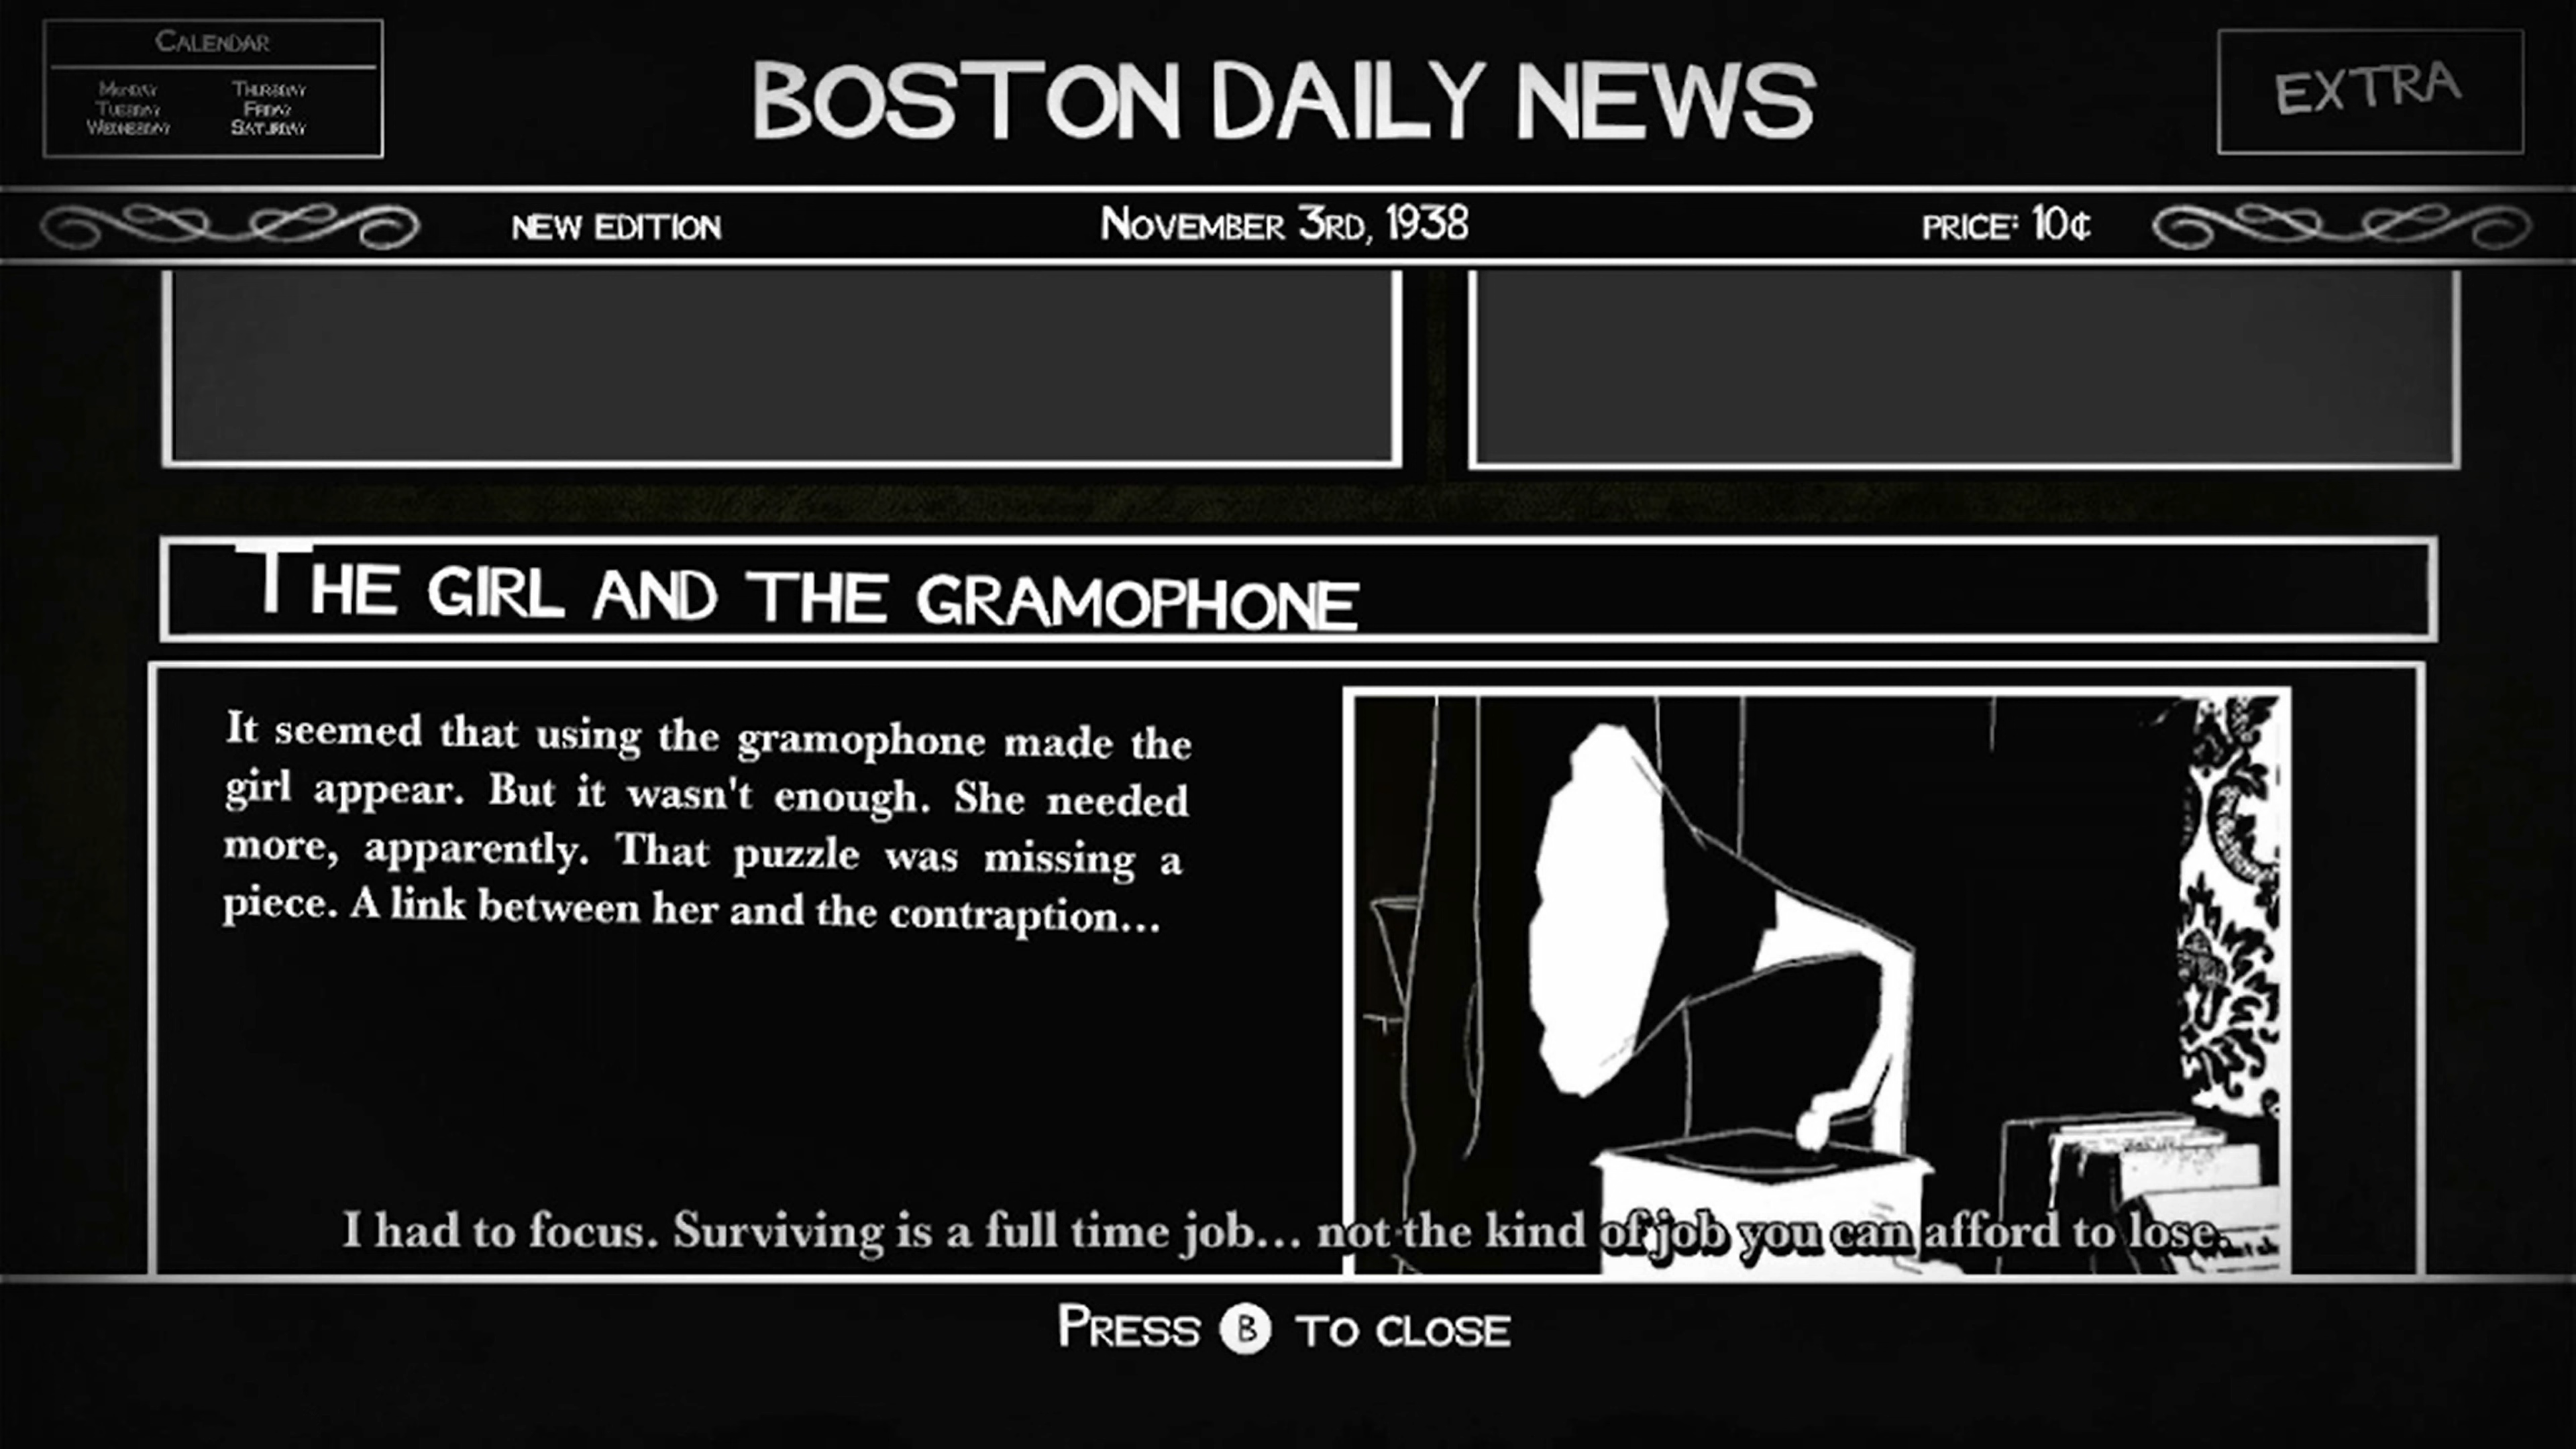 CALENDAR
MONDAY THURSDAY
TUESDAY FRIDAY
WEDNESDAY SATURDAY
BOSTON DAILY NEWS
EXTRA
NEW EDITION
NOVEMBER 3RD, 1938
PRICE: 10¢
THE GIRL AND THE GRAMOPHONE
It seemed that using the gramophone made the
girl appear. But it wasn't enough. She needed
more, apparently. That puzzle was missing a
piece. A link between her and the contraption...
I had to focus. Surviving is a full time job... not the kind of job you can afford to lose.
PRESS B TO CLOSE